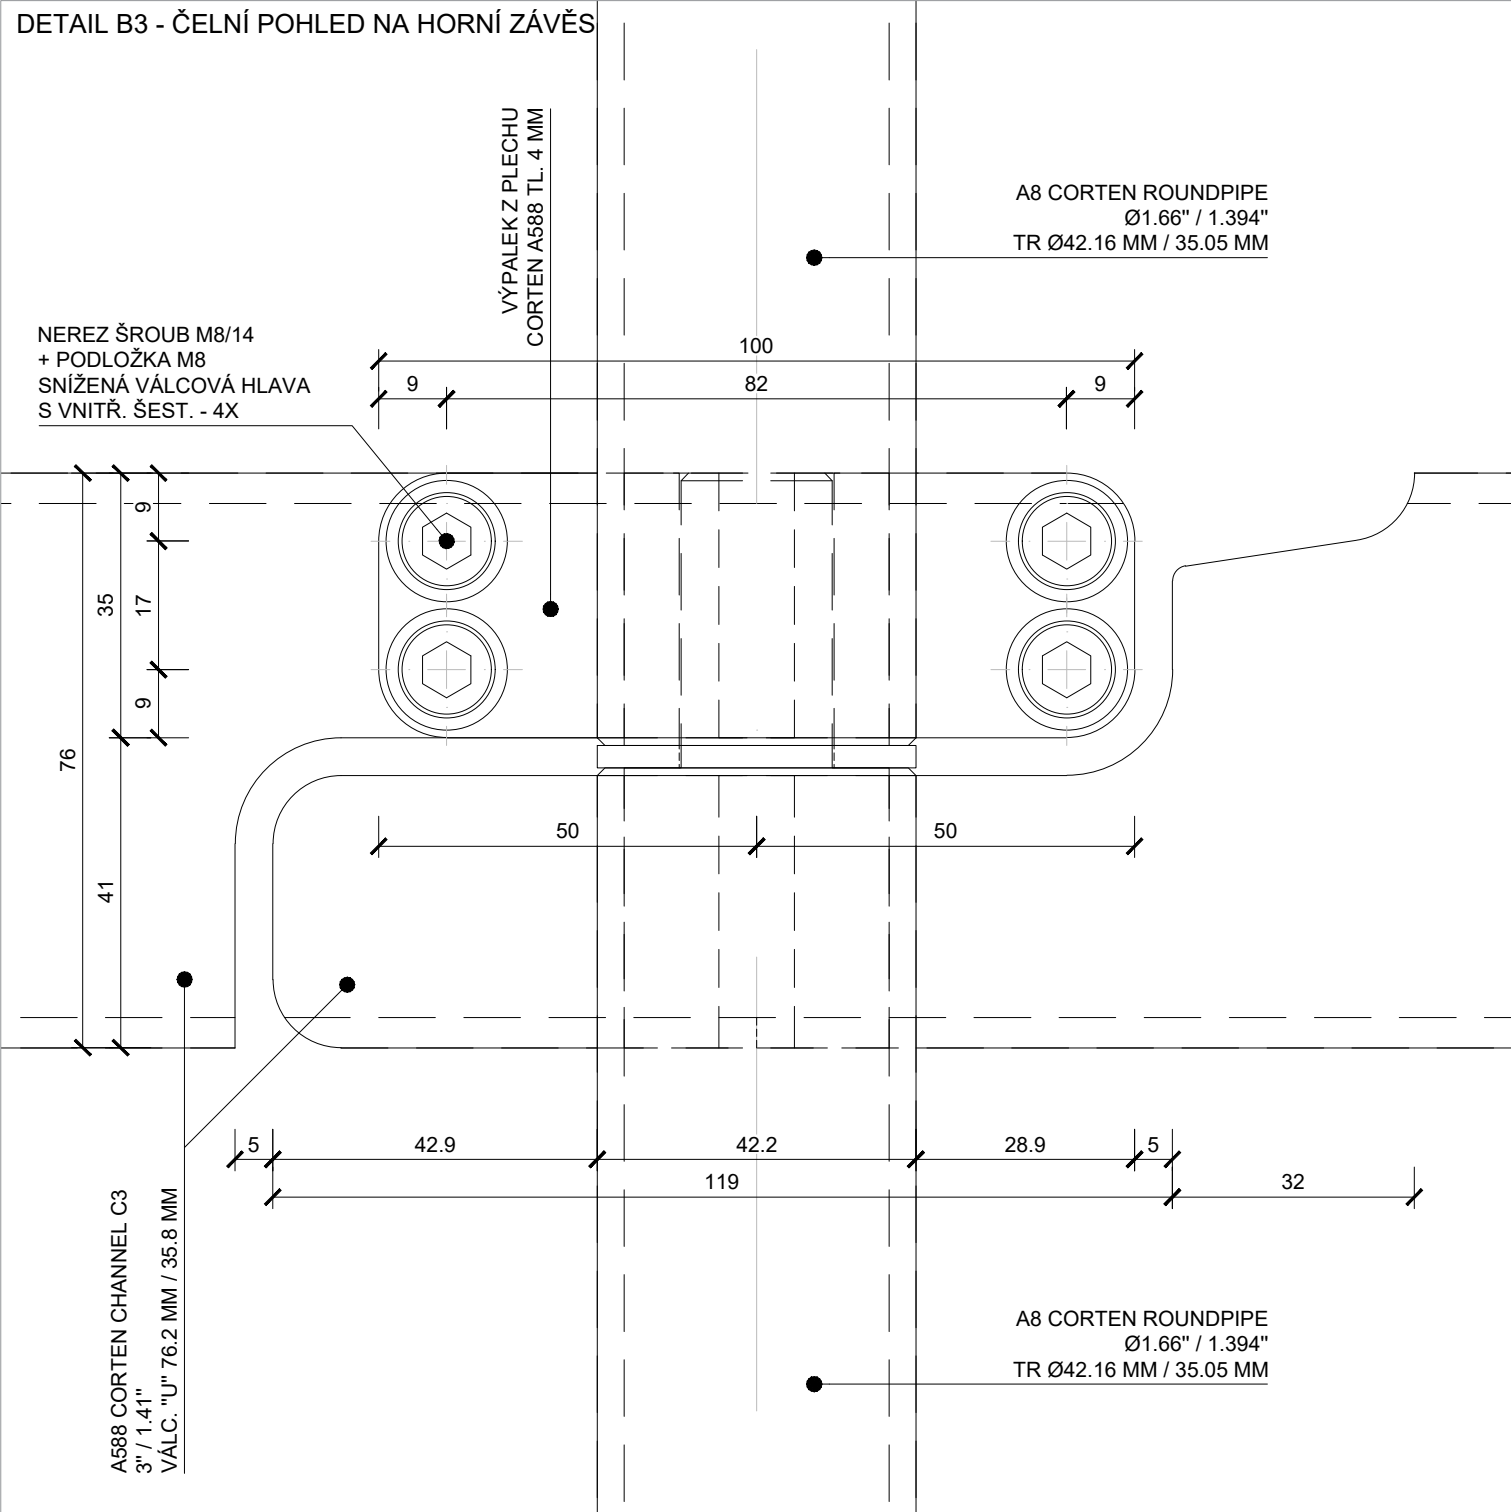 DETAIL B3 - ČELNÍ POHLED NA HORNÍ ZÁVĚS
VÝPALEK Z PLECHU
CORTEN A588 TL. 4 MM
A8 CORTEN ROUNDPIPE
Ø1.66" / 1.394"
TR Ø42.16 MM / 35.05 MM
NEREZ ŠROUB M8/14
+ PODLOŽKA M8
SNÍŽENÁ VÁLCOVÁ HLAVA
S VNITŘ. ŠEST. - 4X
100
9
82
9
9
35
17
9
76
41
50
50
5
42.9
42.2
28.9
5
119
32
A588 CORTEN CHANNEL C3
3" / 1.41"
VÁLC. "U" 76.2 MM / 35.8 MM
A8 CORTEN ROUNDPIPE
Ø1.66" / 1.394"
TR Ø42.16 MM / 35.05 MM